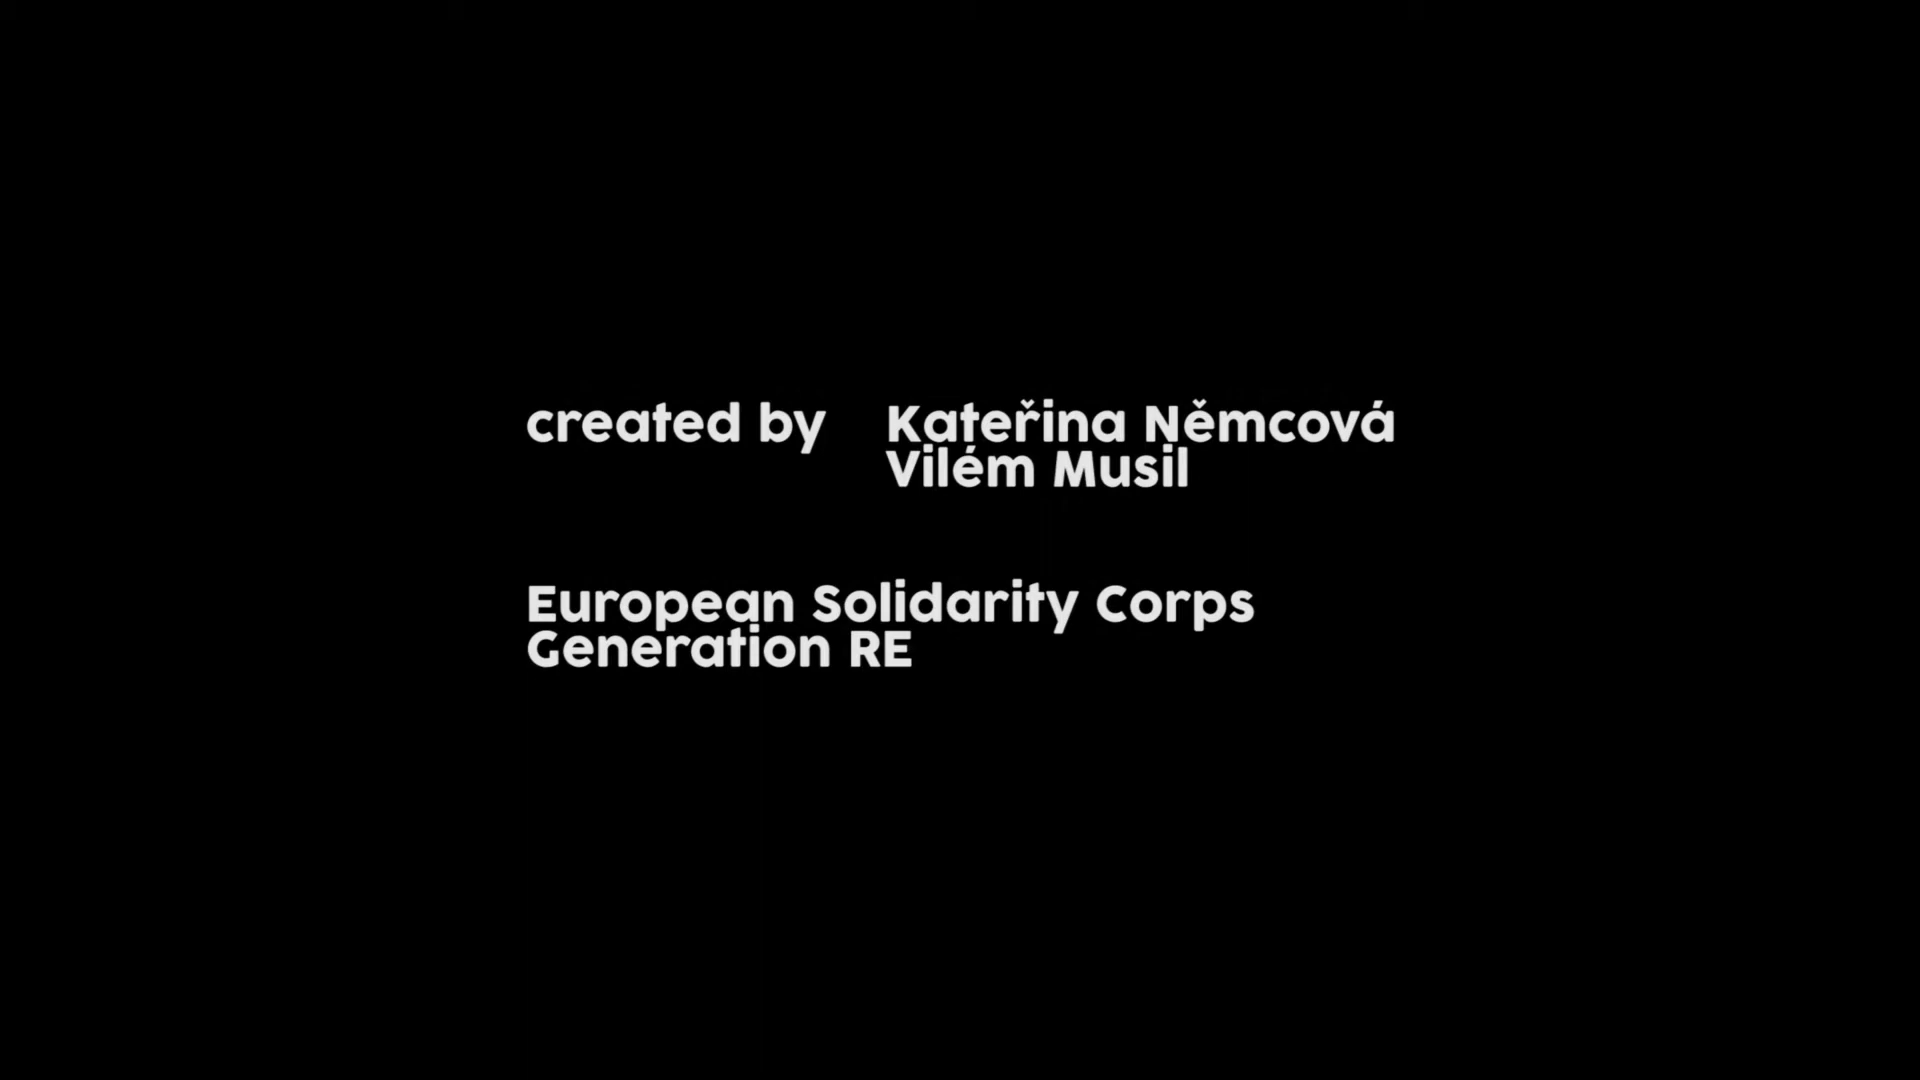 created by Kateřina Němcová
Vilém Musil
European Solidarity Corps
Generation RE